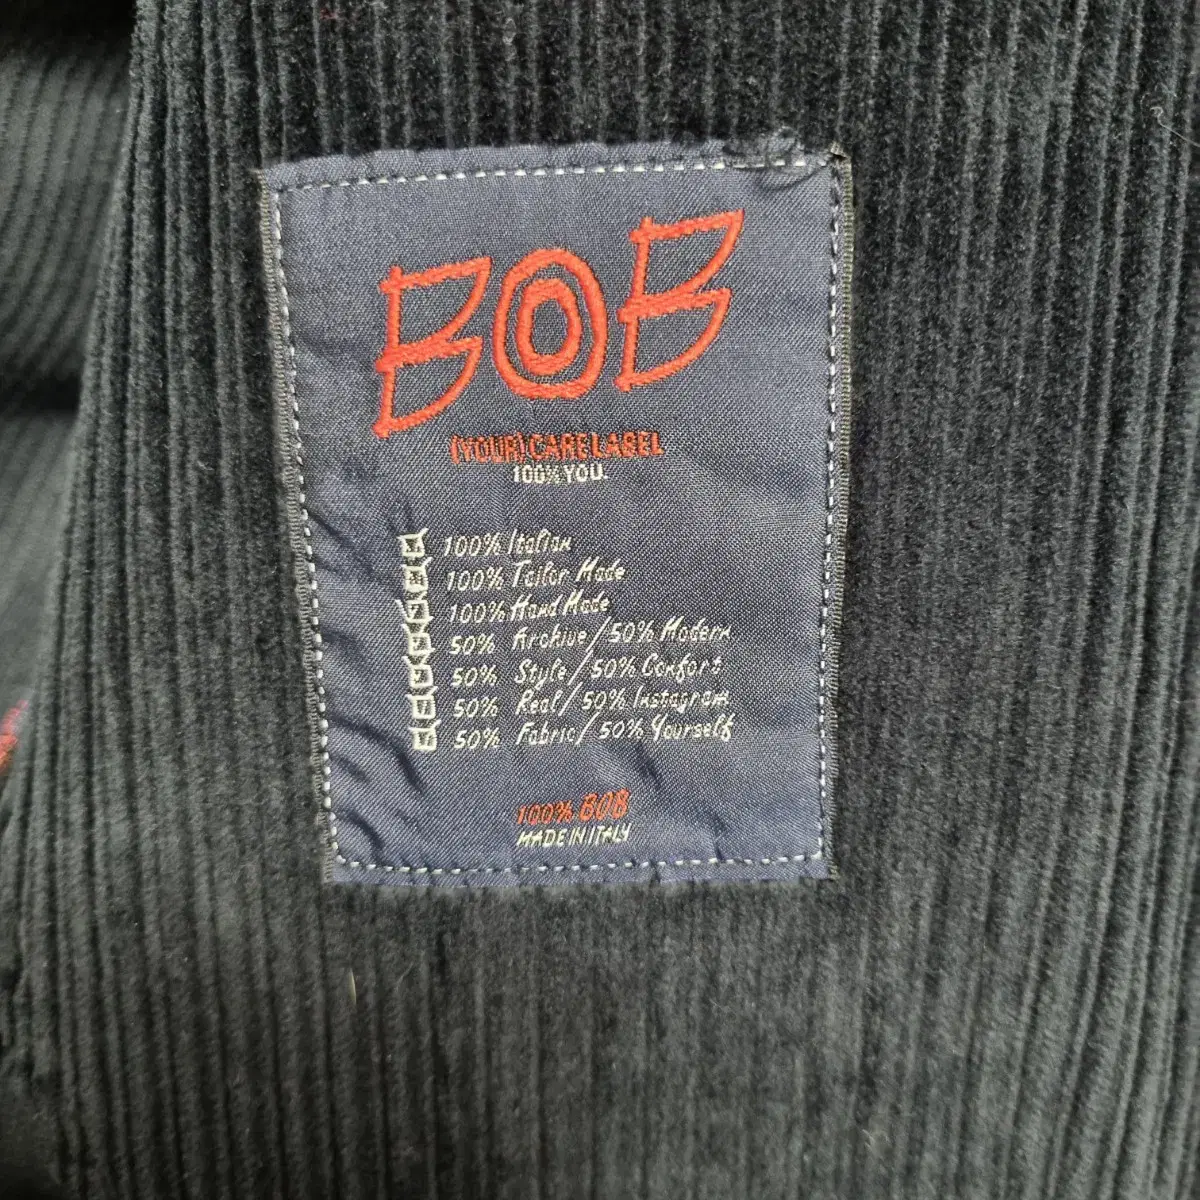 BOB
(YOUR) CARE LABEL
100% YOU.
100% Italian
100% Tailor Made
100% Hand Made
50% Archive / 50% Modern
50% Style / 50% Comfort
50% Real / 50% Instagram
50% Fabric / 50% Yourself
100% BOB
MADE IN ITALY